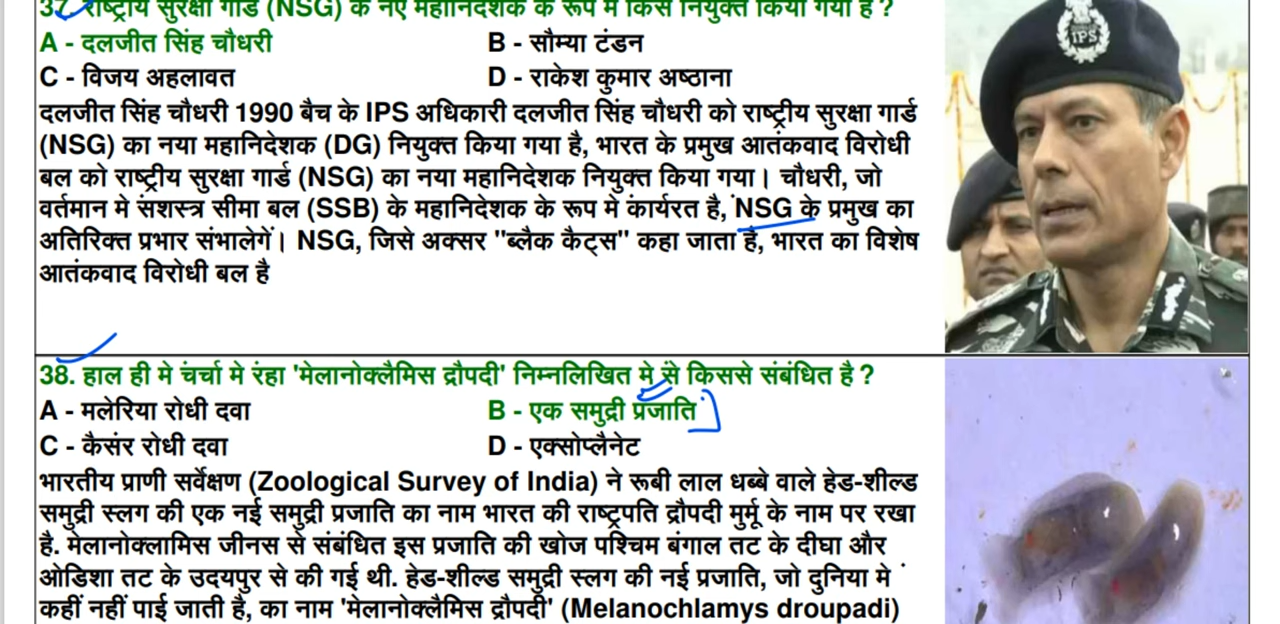 37. राष्ट्रीय सुरक्षा गार्ड (NSG) के नए महानिदेशक के रूप मे किसे नियुक्त किया गया है ?
A - दलजीत सिंह चौधरी
B - सौम्या टंडन
C - विजय अहलावत
D - राकेश कुमार अष्ठाना
दलजीत सिंह चौधरी 1990 बैच के IPS अधिकारी दलजीत सिंह चौधरी को राष्ट्रीय सुरक्षा गार्ड
(NSG) का नया महानिदेशक (DG) नियुक्त किया गया है, भारत के प्रमुख आतंकवाद विरोधी
बल को राष्ट्रीय सुरक्षा गार्ड (NSG) का नया महानिदेशक नियुक्त किया गया। चौधरी, जो
वर्तमान मे सशस्त्र सीमा बल (SSB) के महानिदेशक के रूप मे कार्यरत है, NSG के प्रमुख का
अतिरिक्त प्रभार संभालेगें। NSG, जिसे अक्सर "ब्लैक कैट्स" कहा जाता है, भारत का विशेष
आतंकवाद विरोधी बल है
IPS
38. हाल ही मे चर्चा मे रहा 'मेलानोक्लैमिस द्रौपदी' निम्नलिखित मे से किससे संबंधित है ?
A - मलेरिया रोधी दवा
B - एक समुद्री प्रजाति
C - कैसंर रोधी दवा
D - एक्सोप्लैनेट
भारतीय प्राणी सर्वेक्षण (Zoological Survey of India) ने रूबी लाल धब्बे वाले हेड-शील्ड
समुद्री स्लग की एक नई समुद्री प्रजाति का नाम भारत की राष्ट्रपति द्रौपदी मुर्मू के नाम पर रखा
है. मेलानोक्लामिस जीनस से संबंधित इस प्रजाति की खोज पश्चिम बंगाल तट के दीघा और
ओडिशा तट के उदयपुर से की गई थी. हेड-शील्ड समुद्री स्लग की नई प्रजाति, जो दुनिया मे
कहीं नहीं पाई जाती है, का नाम 'मेलानोक्लैमिस द्रौपदी' (Melanochlamys droupadi)